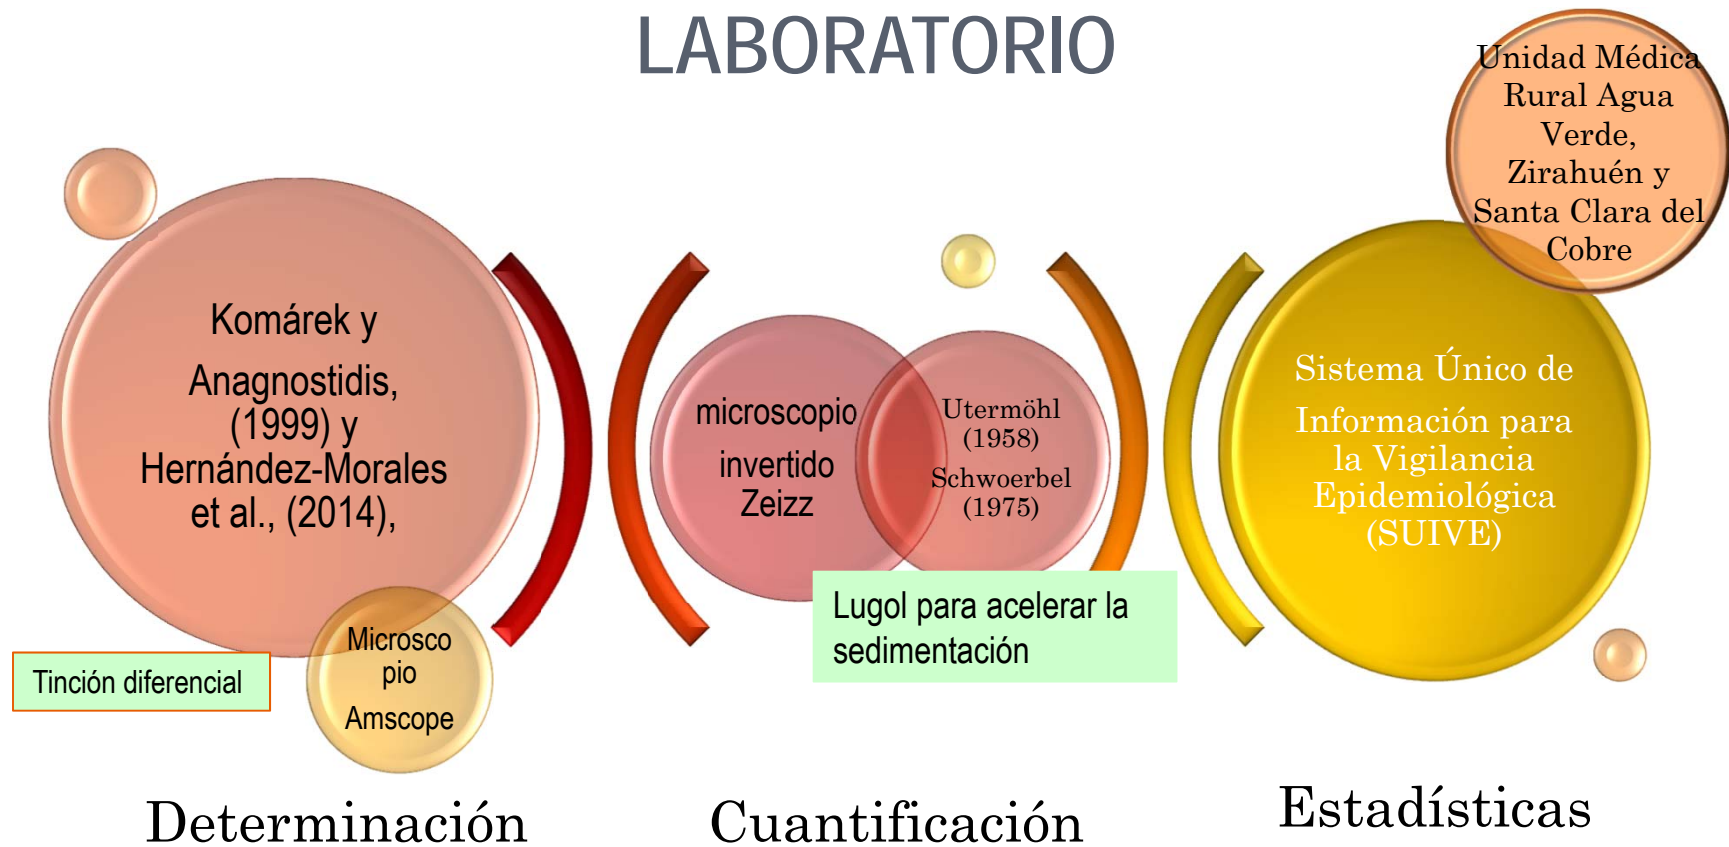 LABORATORIO
Komárek y
Anagnostidis,
(1999) y
Hernández-Morales
et al., (2014),
Microsco
pio
Amscope
Tinción diferencial
Determinación
microscopio
invertido
Zeizz
Utermöhl
(1958)
Schwoerbel
(1975)
Lugol para acelerar la
sedimentación
Cuantificación
Unidad Médica
Rural Agua
Verde,
Zirahuén y
Santa Clara del
Cobre
Sistema Único de
Información para
la Vigilancia
Epidemiológica
(SUIVE)
Estadísticas